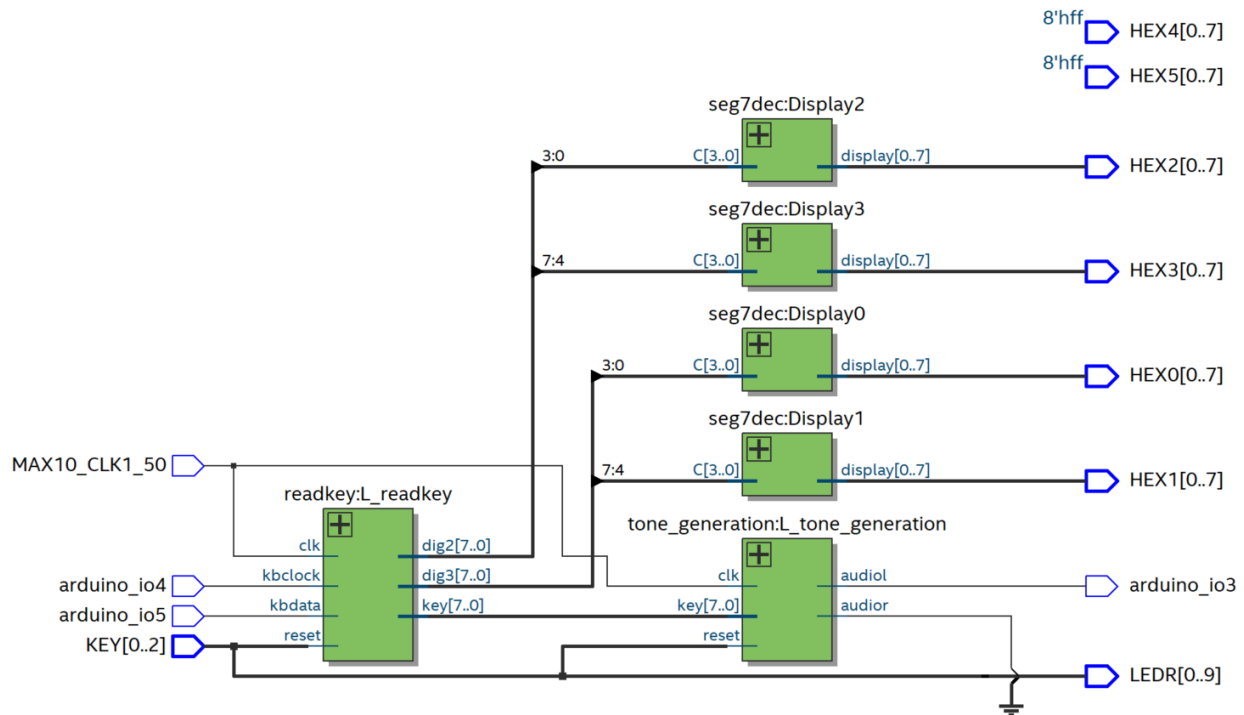 8'hff HEX4[0..7]
8'hff HEX5[0..7]
seg7dec:Display2
3:0 C[3..0] display[0..7] HEX2[0..7]
seg7dec:Display3
7:4 C[3..0] display[0..7] HEX3[0..7]
seg7dec:Display0
3:0 C[3..0] display[0..7] HEX0[0..7]
seg7dec:Display1
MAX10_CLK1_50 7:4 C[3..0] display[0..7] HEX1[0..7]
readkey:L_readkey
tone_generation:L_tone_generation
clk dig2[7..0]
arduino_io4 kbclock dig3[7..0] clk audiol arduino_io3
arduino_io5 kbdata key[7..0] key[7..0] audior
KEY[0..2] reset reset
LEDR[0..9]